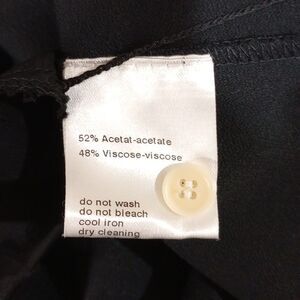 52% Acetat-acetate
48% Viscose-viscose
do not wash
do not bleach
cool iron
dry cleaning